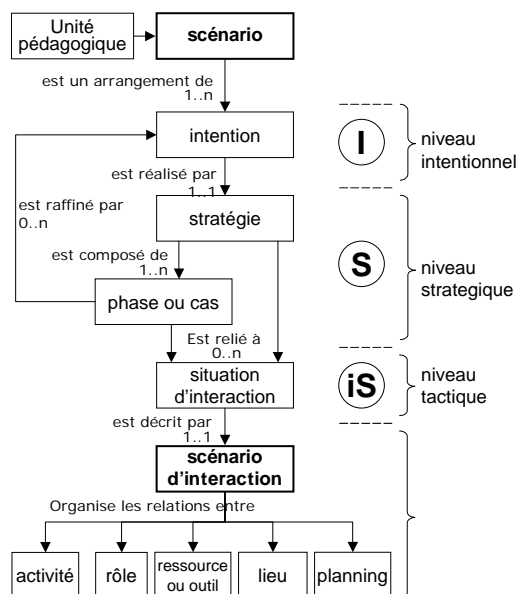 Unité
pédagogique
scénario
est un arrangement de
1..n
intention
I
niveau
intentionnel
est réalisé par
1..1
est raffiné par
0..n
stratégie
S
niveau
strategique
est composé de
1..n
phase ou cas
Est relié à
0..n
situation
d'interaction
iS
niveau
tactique
est décrit par
1..1
scénario
d'interaction
Organise les relations entre
activité
rôle
ressource
ou outil
lieu
planning